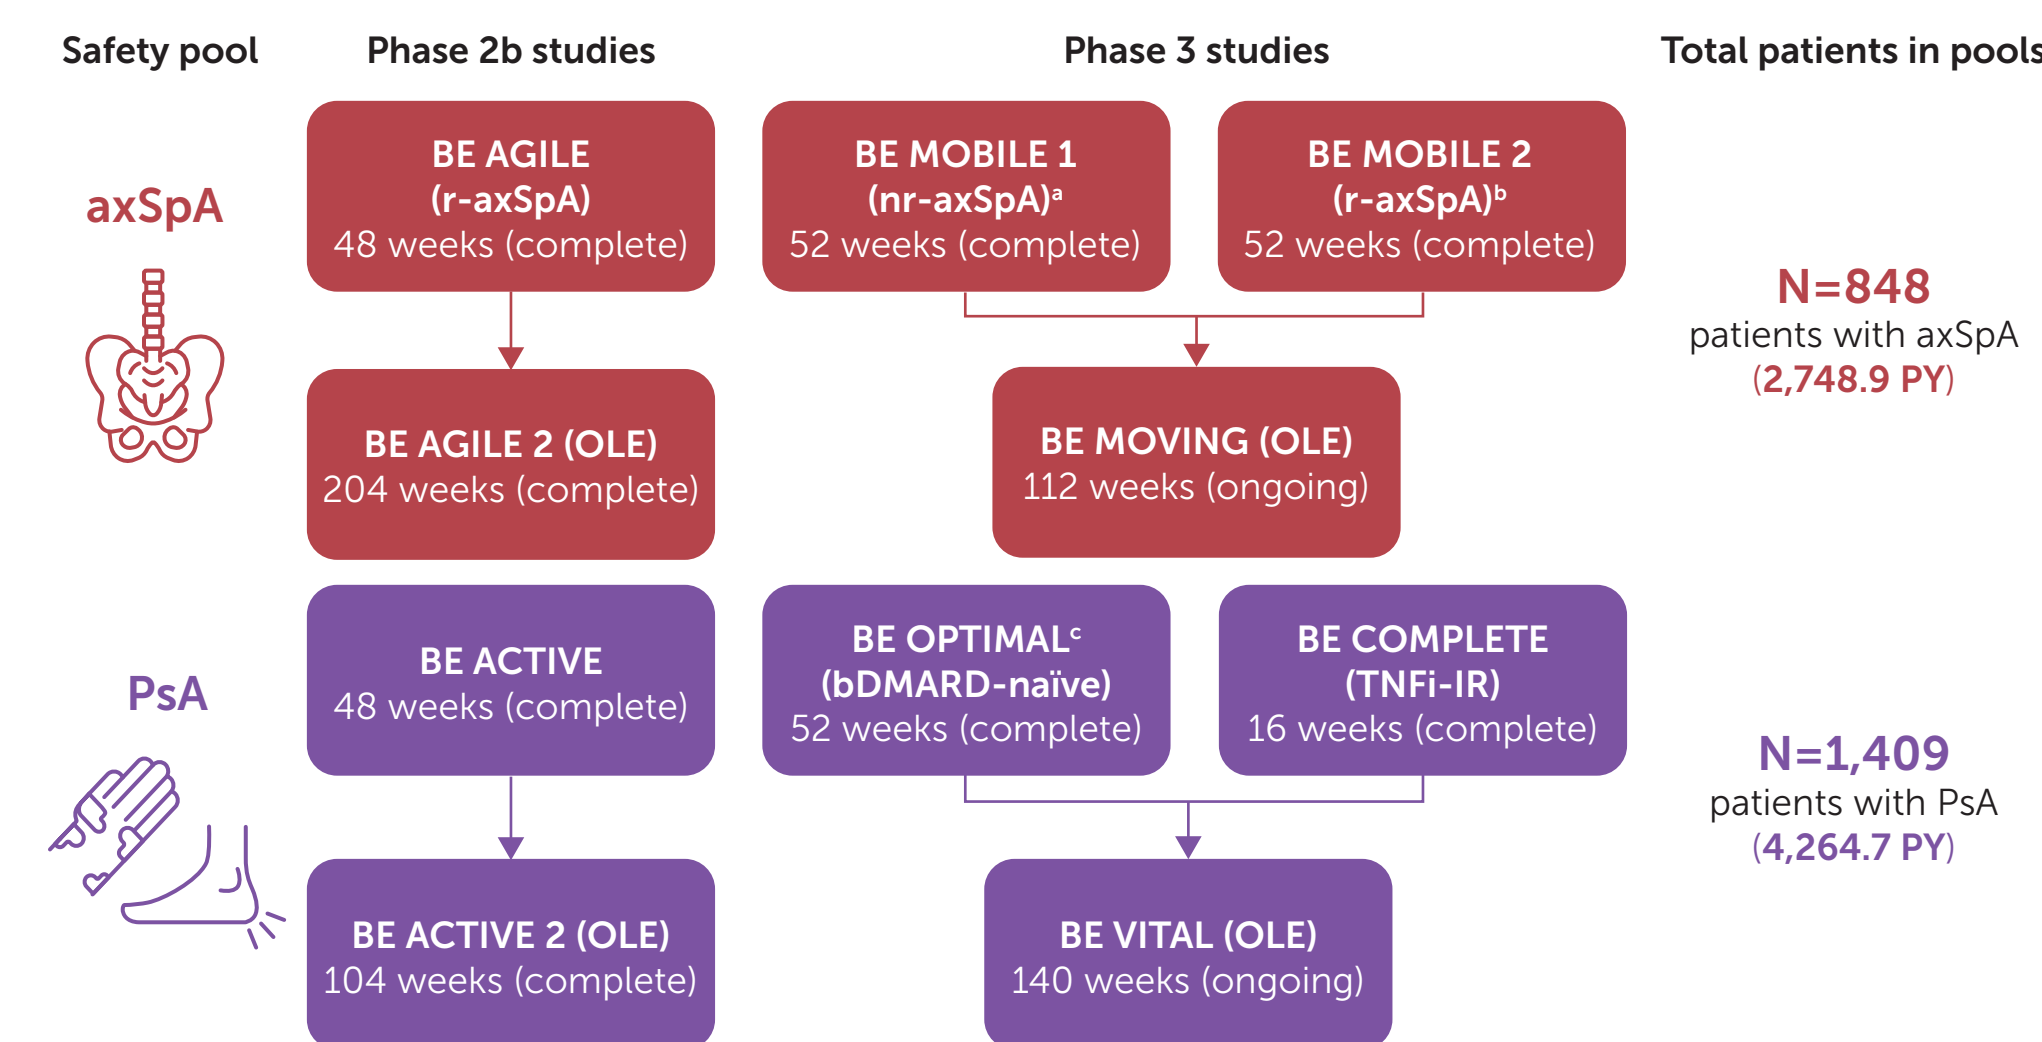 Safety pool
Phase 2b studies
Phase 3 studies
Total patients in pools
axSpA
BE AGILE
(r-axSpA)
48 weeks (complete)
BE MOBILE 1
(nr-axSpA)ᵃ
52 weeks (complete)
BE MOBILE 2
(r-axSpA)ᵇ
52 weeks (complete)
BE AGILE 2 (OLE)
204 weeks (complete)
BE MOVING (OLE)
112 weeks (ongoing)
N=848
patients with axSpA
(2,748.9 PY)
PsA
BE ACTIVE
48 weeks (complete)
BE OPTIMALᶜ
(bDMARD-naïve)
52 weeks (complete)
BE COMPLETE
(TNFi-IR)
16 weeks (complete)
BE ACTIVE 2 (OLE)
104 weeks (complete)
BE VITAL (OLE)
140 weeks (ongoing)
N=1,409
patients with PsA
(4,264.7 PY)